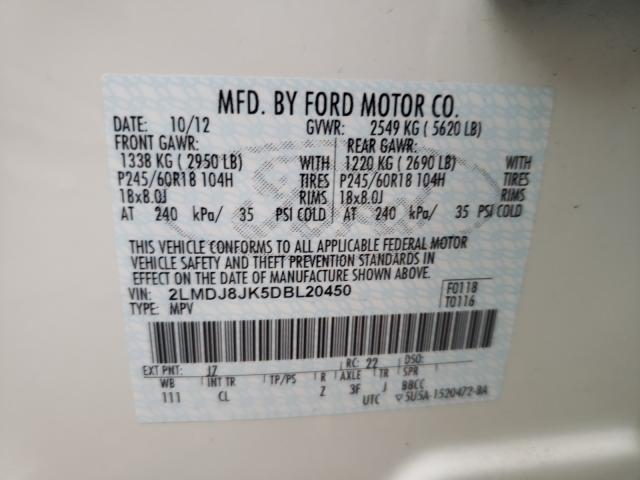 MFD. BY FORD MOTOR CO.
DATE: 10/12 GVWR: 2549 KG ( 5620 LB)
FRONT GAWR: REAR GAWR:
1338 KG ( 2950 LB) WITH 1220 KG ( 2690 LB) WITH
P245/60R18 104H TIRES P245/60R18 104H TIRES
18x8.0J RIMS 18x8.0J RIMS
AT 240 kPa/ 35 PSI COLD AT 240 kPa/ 35 PSI COLD
THIS VEHICLE CONFORMS TO ALL APPLICABLE FEDERAL MOTOR
VEHICLE SAFETY AND THEFT PREVENTION STANDARDS IN
EFFECT ON THE DATE OF MANUFACTURE SHOWN ABOVE.
VIN: 2LMDJ8JK5DBL20450 F0118
TYPE: MPV T0116
EXT PNT: J7 RC: 22 DSO:
WB INT TR TP/PS R AXLE TR SPR
111 CL Z 3F J BBCC
UTC ▽5U5A-1520472-BA